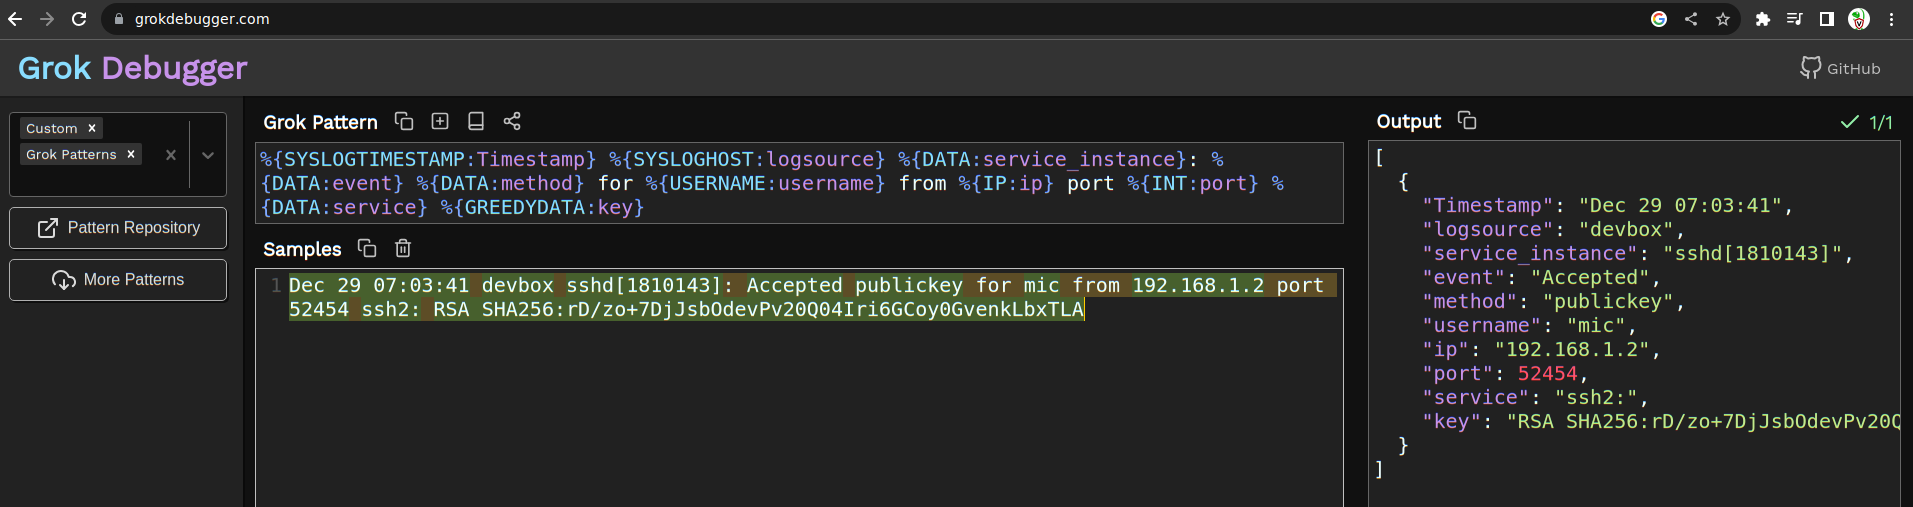 grokdebugger.com
Grok Debugger
GitHub
Custom x
Grok Patterns x
Pattern Repository
More Patterns
Grok Pattern
%{SYSLOGTIMESTAMP:Timestamp} %{SYSLOGHOST:logsource} %{DATA:service_instance}: %
{DATA:event} %{DATA:method} for %{USERNAME:username} from %{IP:ip} port %{INT:port} %
{DATA:service} %{GREEDYDATA:key}
Samples
1 Dec 29 07:03:41 devbox sshd[1810143]: Accepted publickey for mic from 192.168.1.2 port
52454 ssh2: RSA SHA256:rD/zo+7DjJsbOdevPv20Q04Iri6GCoy0GvenkLbxTLA
Output
1/1
[
{
"Timestamp": "Dec 29 07:03:41",
"logsource": "devbox",
"service_instance": "sshd[1810143]",
"event": "Accepted",
"method": "publickey",
"username": "mic",
"ip": "192.168.1.2",
"port": 52454,
"service": "ssh2:",
"key": "RSA SHA256:rD/zo+7DjJsbOdevPv20Q
}
]